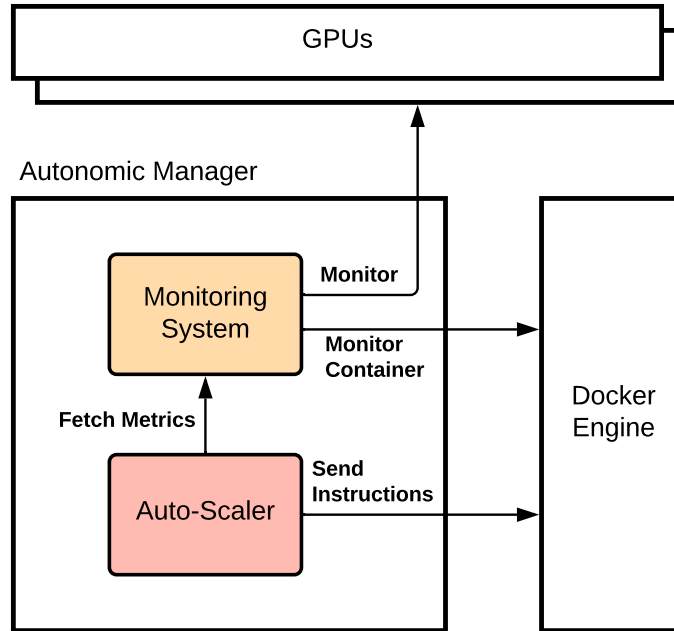 GPUs
Autonomic Manager
Monitoring
System
Monitor
Monitor
Container
Fetch Metrics
Auto-Scaler
Send
Instructions
Docker
Engine